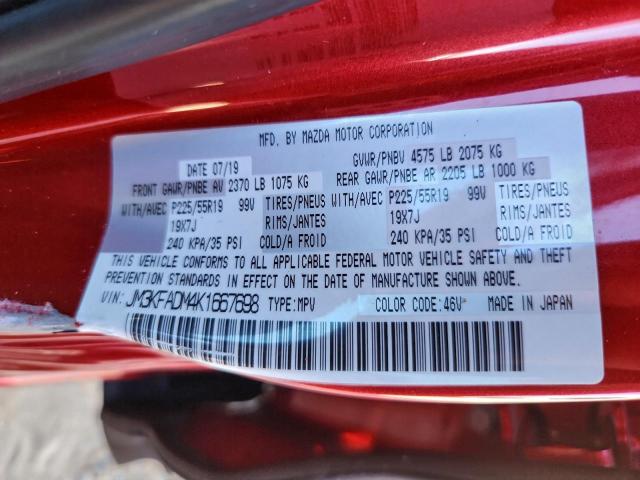 MFD. BY MAZDA MOTOR CORPORATION
DATE 07/19 GVWR/PNBV 4575 LB 2075 KG
FRONT GAWR/PNBE AV 2370 LB 1075 KG REAR GAWR/PNBE AR 2205 LB 1000 KG
WITH/AVEC P225/55R19 99V TIRES/PNEUS WITH/AVEC P225/55R19 99V TIRES/PNEUS
19X7J RIMS/JANTES 19X7J RIMS/JANTES
240 KPA/35 PSI COLD/A FROID 240 KPA/35 PSI COLD/A FROID
THIS VEHICLE CONFORMS TO ALL APPLICABLE FEDERAL MOTOR VEHICLE SAFETY AND THEFT
PREVENTION STANDARDS IN EFFECT ON THE DATE OF MANUFACTURE SHOWN ABOVE.
VIN: JM3KFADM4K1667698 TYPE:MPV COLOR CODE:46V MADE IN JAPAN